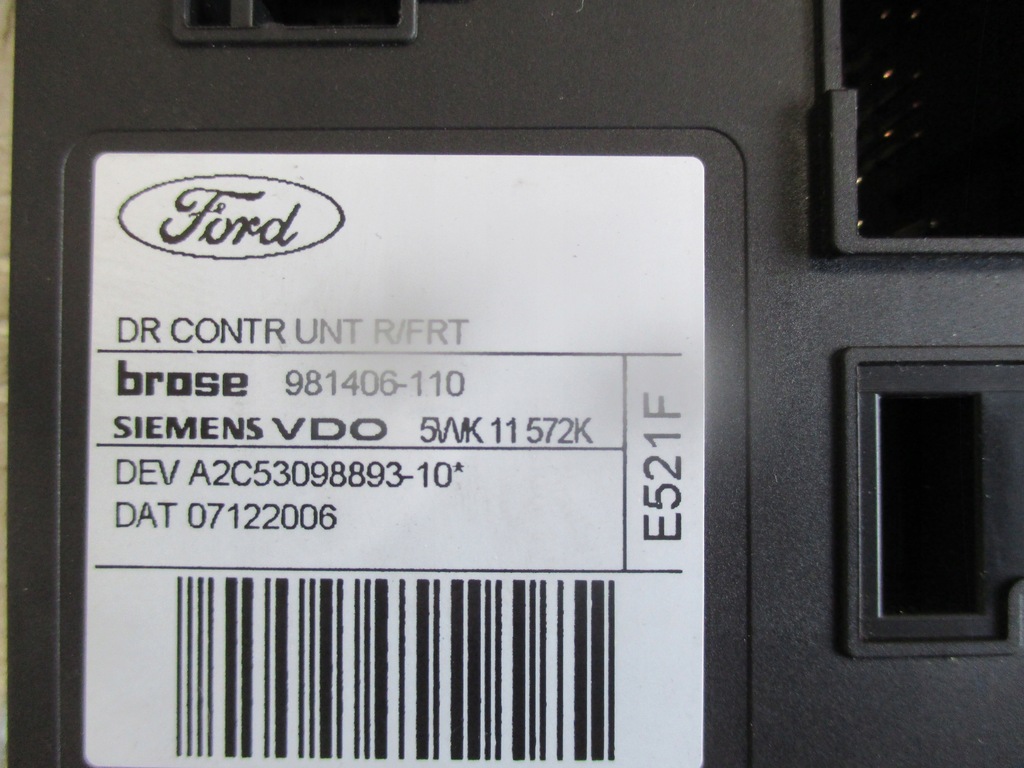 Ford
DR CONTR UNT R/FRT
brose 981406-110
SIEMENS VDO 5WK 11 572K
DEV A2C53098893-10*
DAT 07122006
E521F